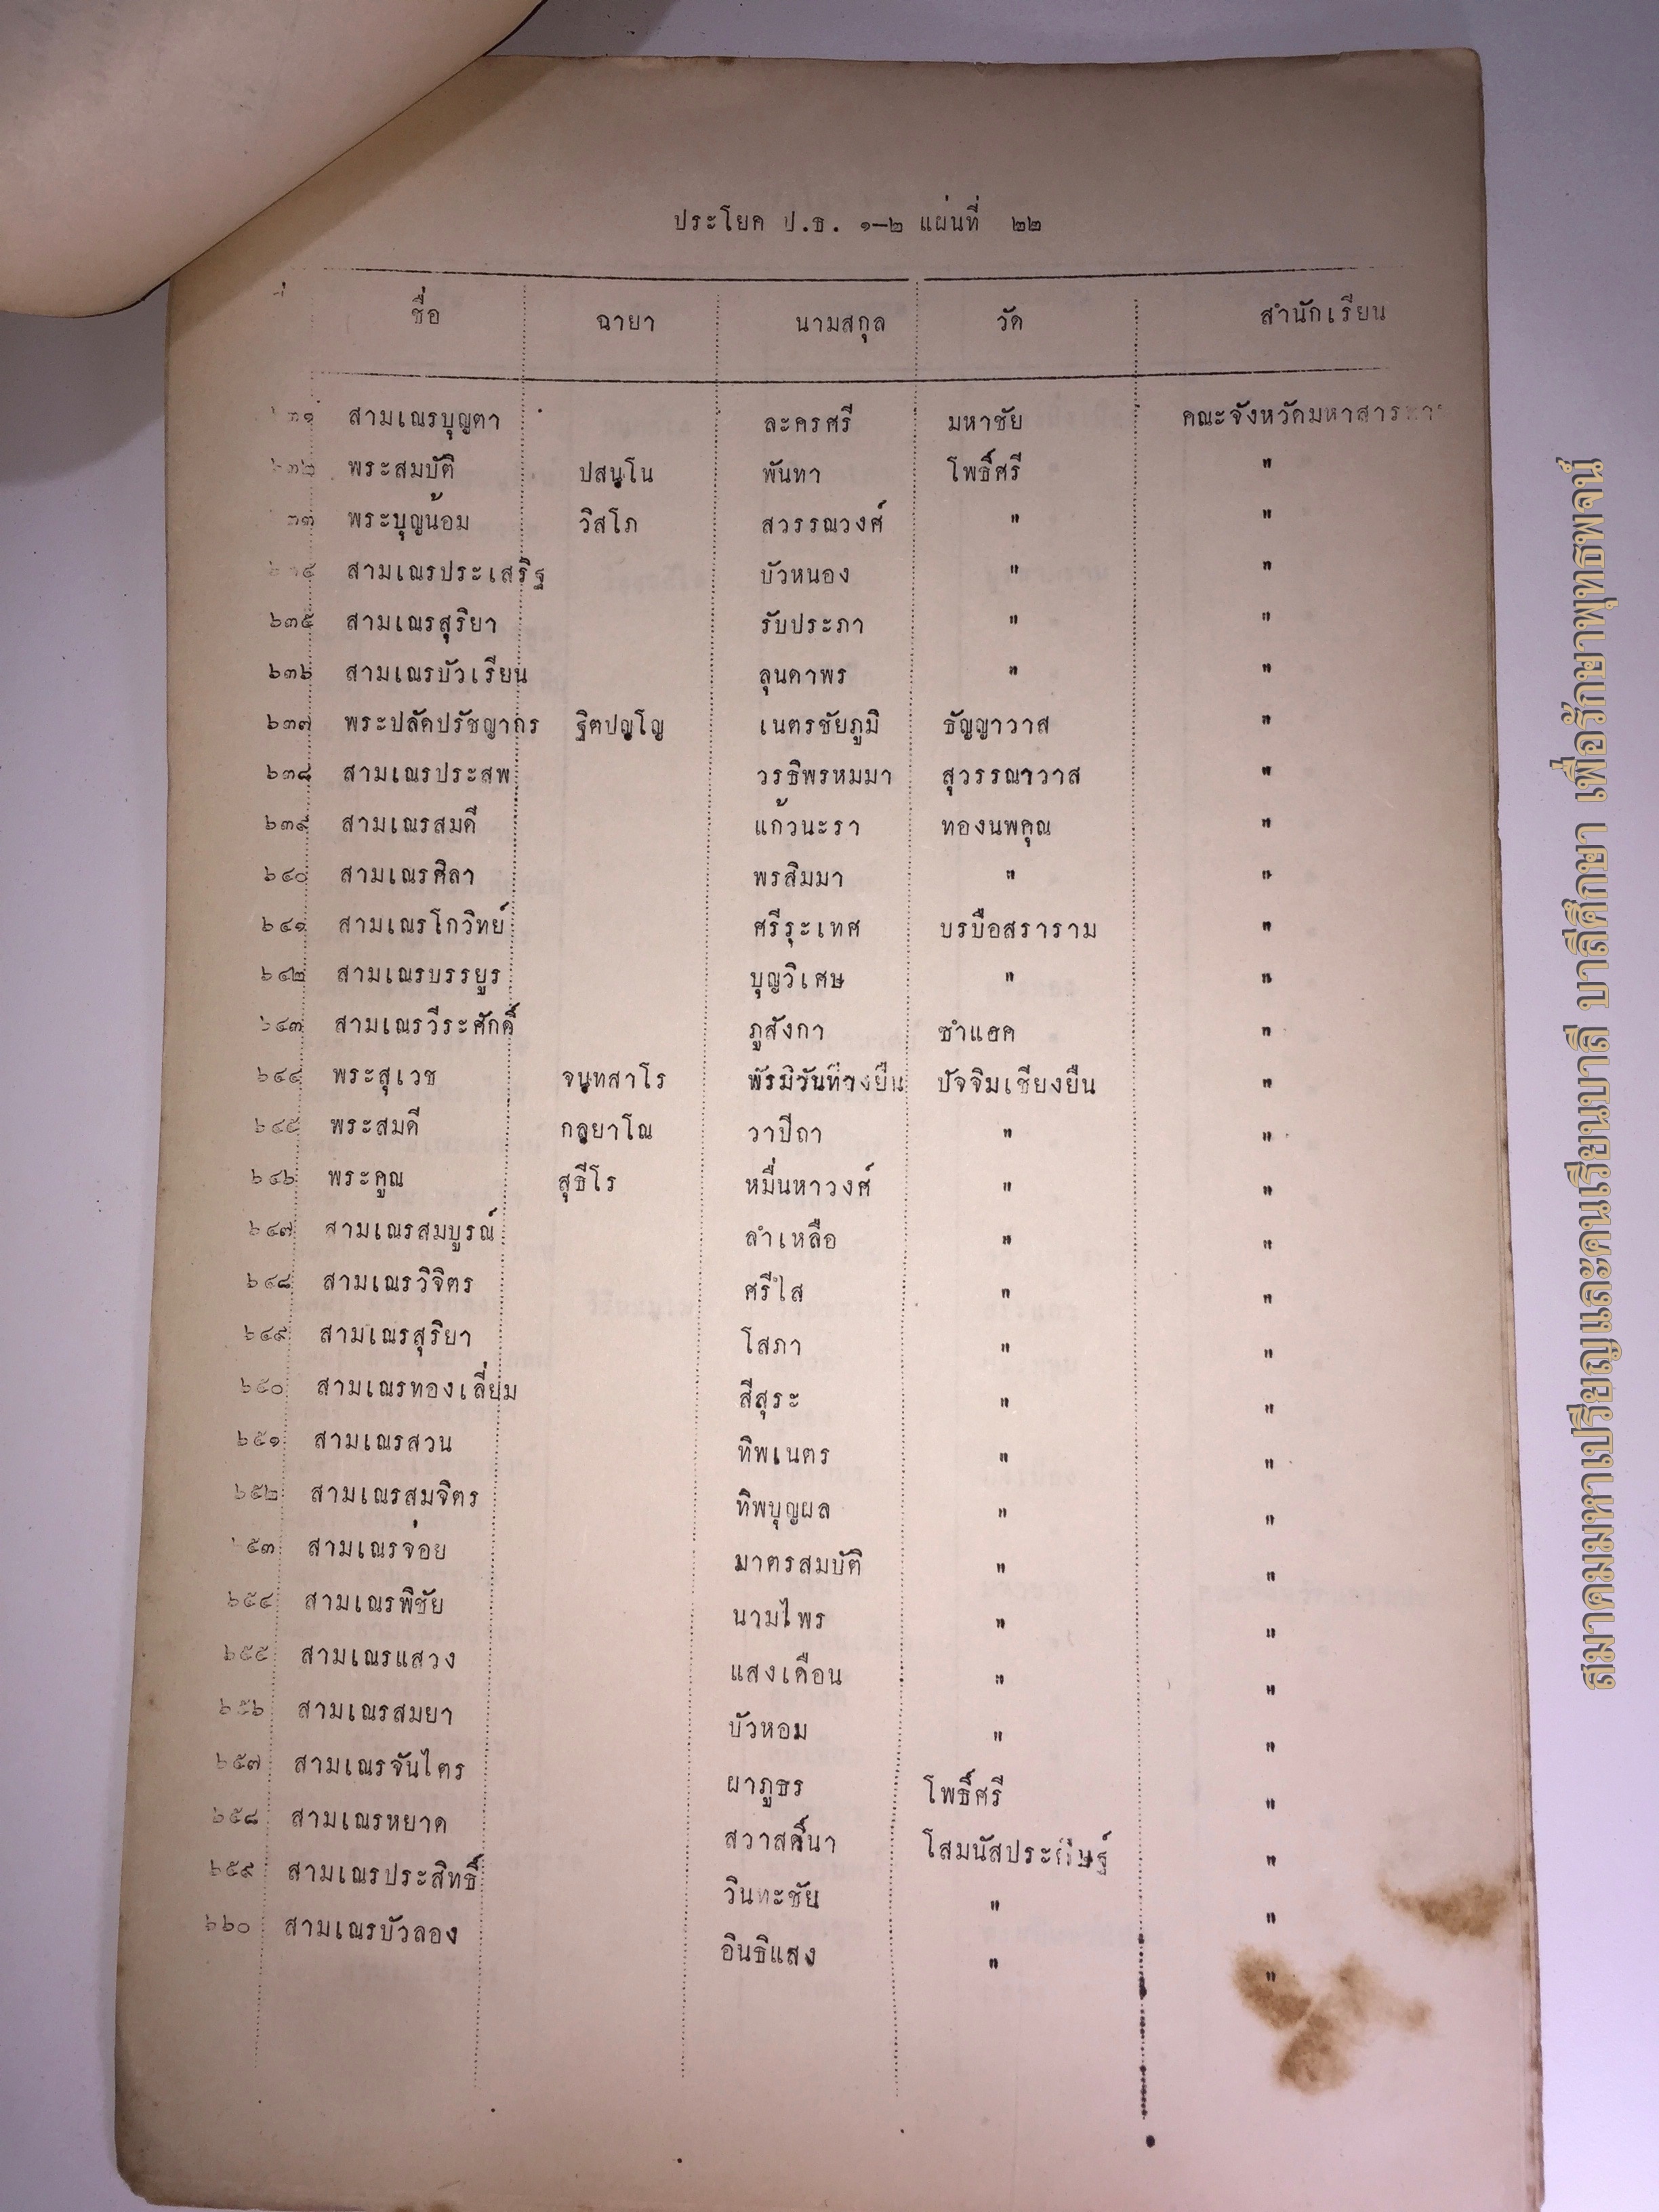 ประโยค ป.ธ. ๑–๒ แผ่นที่ ๒๒
ที่ ชื่อ ฉายา นามสกุล วัด สำนักเรียน
๖๓๑ สามเณรบุญตา ละครศรี มหาชัย คณะจังหวัดมหาสารคาม
๖๓๒ พระสมบัติ ปสนฺโน พันทา โพธิ์ศรี "
๖๓๓ พระบุญน้อม วิสโภ สวรรณวงศ์ " "
๖๓๔ สามเณรประเสริฐ บัวหนอง " "
๖๓๕ สามเณรสุริยา รับประภา " "
๖๓๖ สามเณรบัวเรียน ลุนดาพร " "
๖๓๗ พระปลัดปรัชญากร ฐิตปญฺโญ เนตรชัยภูมิ ธัญญาวาส "
๖๓๘ สามเณรประสพ วรธิพรหมมา สุวรรณาวาส "
๖๓๙ สามเณรสมดี แก้วนะรา ทองนพคุณ "
๖๔๐ สามเณรศิลา พรสิมมา " "
๖๔๑ สามเณรโกวิทย์ ศรีรุะเทศ บรบือสราราม "
๖๔๒ สามเณรบรรยูร บุญวิเศษ " "
๖๔๓ สามเณรวีระศักดิ์ ภูสังกา ชำแฮด "
๖๔๔ พระสุเวช จนฺทสาโร ปัจจิมเชียงยืน "
๖๔๕ พระสมดี กลฺยาโณ วาปีถา " "
๖๔๖ พระคูณ สุธีโร หมื่นหาวงศ์ " "
๖๔๗ สามเณรสมบูรณ์ ลำเหลือ " "
๖๔๘ สามเณรวิจิตร ศรีไส " "
๖๔๙ สามเณรสุริยา โสภา " "
๖๕๐ สามเณรทองเลี่ยม สีสุระ " "
๖๕๑ สามเณรสวน ทิพเนตร " "
๖๕๒ สามเณรสมจิตร ทิพบุญผล " "
๖๕๓ สามเณรจ่อย มาตรสมบัติ " "
๖๕๔ สามเณรพิชัย นามไพร " "
๖๕๕ สามเณรแสวง แสงเดือน " "
๖๕๖ สามเณรสมยา บัวหอม " "
๖๕๗ สามเณรจันไตร ผาภูธร โพธิ์ศรี "
๖๕๘ สามเณรหยาด สวาสดิ์นา โสมนัสประดิษฐ์ "
๖๕๙ สามเณรประสิทธิ์ วินทะชัย " "
๖๖๐ สามเณรบัวลอง อินธิแสง " "
สมาคมมหาเปรียญและคนเรียนบาลี บาลีศึกษา เพื่อรักษาพุทธพจน์